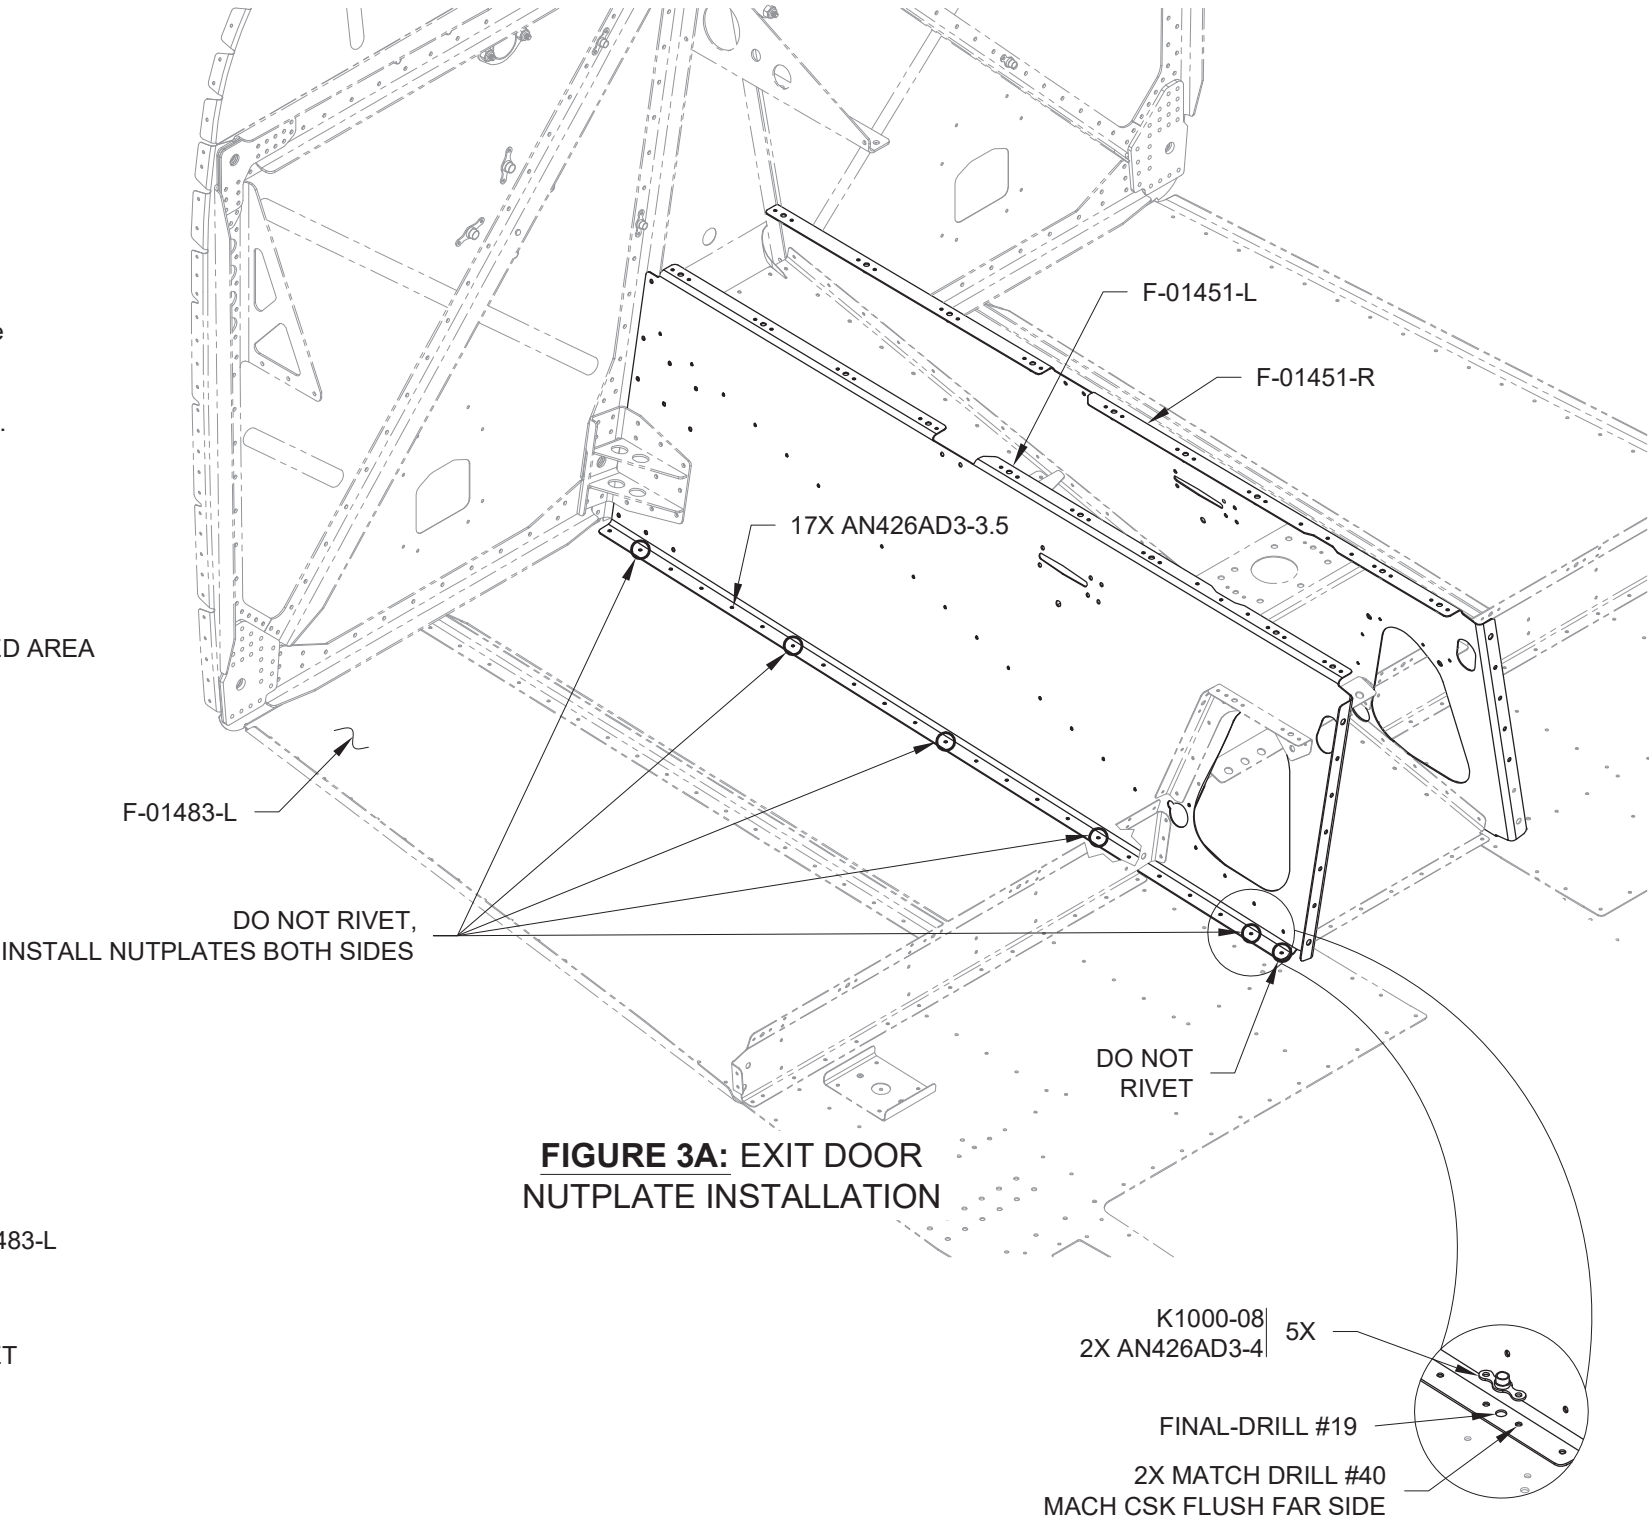 e
.
F-01451-L
F-01451-R
17X AN426AD3-3.5
ED AREA
F-01483-L
DO NOT RIVET,
INSTALL NUTPLATES BOTH SIDES
DO NOT
RIVET
FIGURE 3A: EXIT DOOR
NUTPLATE INSTALLATION
483-L
ET
K1000-08
2X AN426AD3-4
5X
FINAL-DRILL #19
2X MATCH DRILL #40
MACH CSK FLUSH FAR SIDE